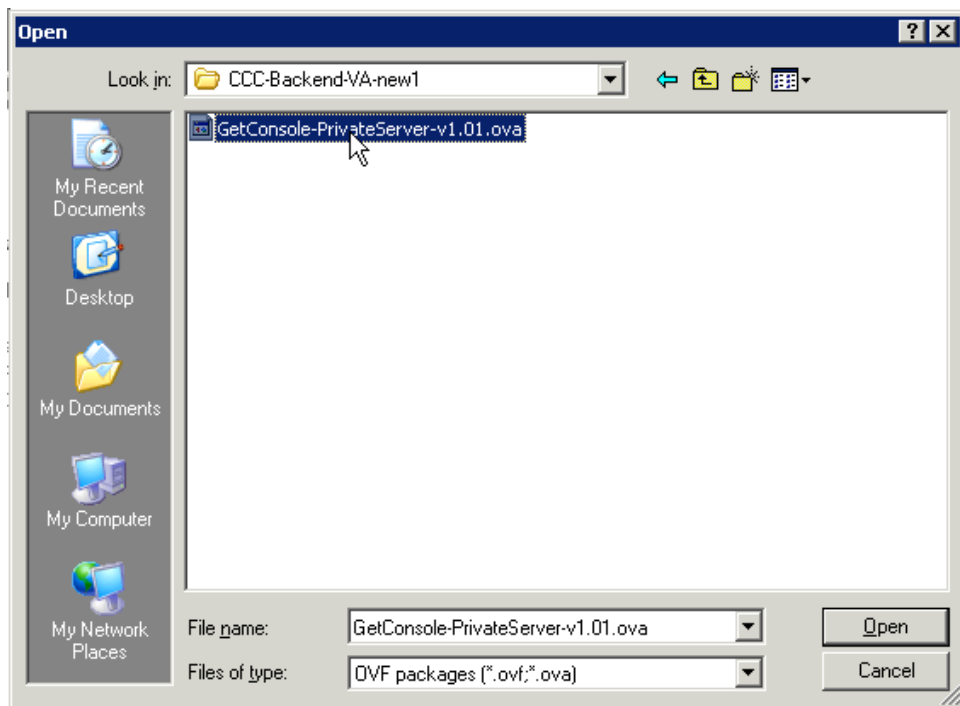 Open
Look in:
CCC-Backend-VA-new1
GetConsole-PrivateServer-v1.01.ova
My Recent
Documents
Desktop
My Documents
My Computer
My Network
Places
File name:
GetConsole-PrivateServer-v1.01.ova
Open
Files of type:
OVF packages (*.ovf;*.ova)
Cancel